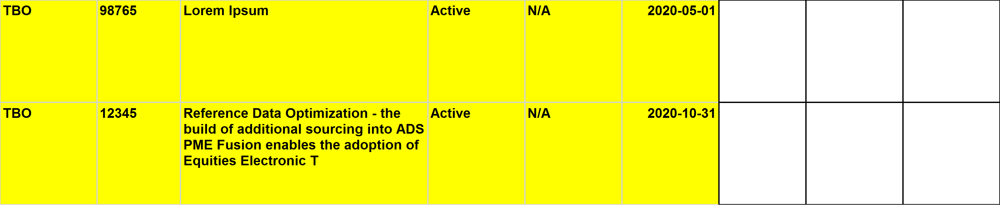 TBO 98765 Lorem Ipsum Active N/A 2020-05-01
TBO 12345 Reference Data Optimization - the Active N/A 2020-10-31
build of additional sourcing into ADS
PME Fusion enables the adoption of
Equities Electronic T